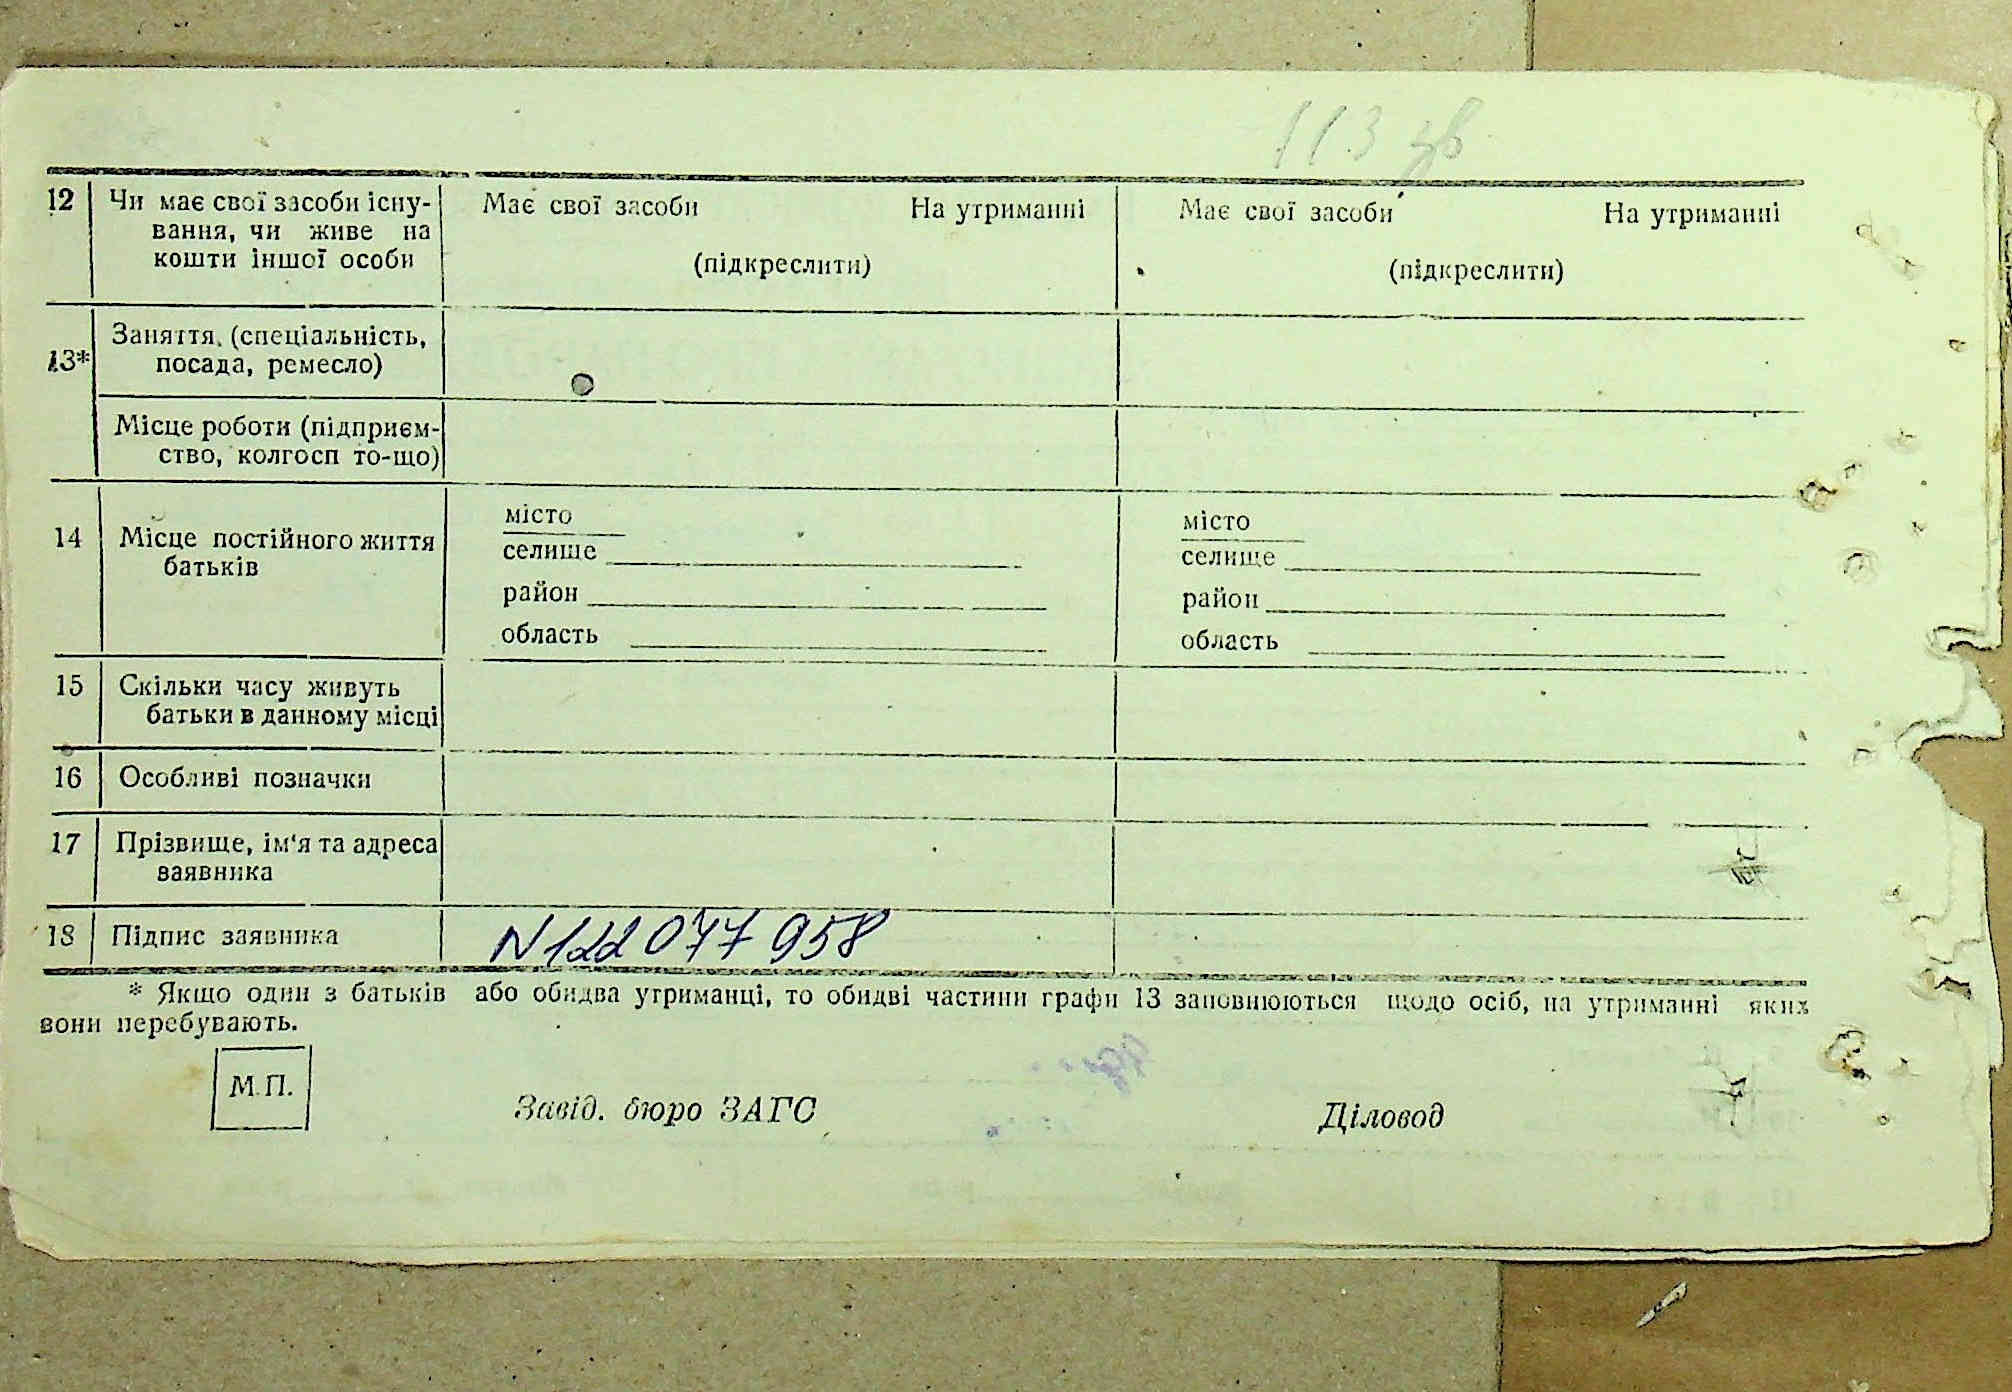 113 зв
12 Чи має свої засоби існу- Має свої засоби На утриманні Має свої засоби На утриманні
вання, чи живе на
кошти іншої особи (підкреслити) (підкреслити)
13* Заняття, (спеціальність,
посада, ремесло)
Місце роботи (підприєм-
ство, колгосп то-що)
14 Місце постійного життя
батьків
місто місто
селище селище
район район
область область
15 Скільки часу живуть
батьки в данному місці
16 Особливі позначки
17 Прізвище, ім'я та адреса
заявника
18 Підпис заявника N122077958
* Якщо один з батьків або обидва утриманці, то обидві частини графи 13 заповнюються щодо осіб, на утриманні яких
вони перебувають.
М.П.
Завід. бюро ЗАГС Діловод